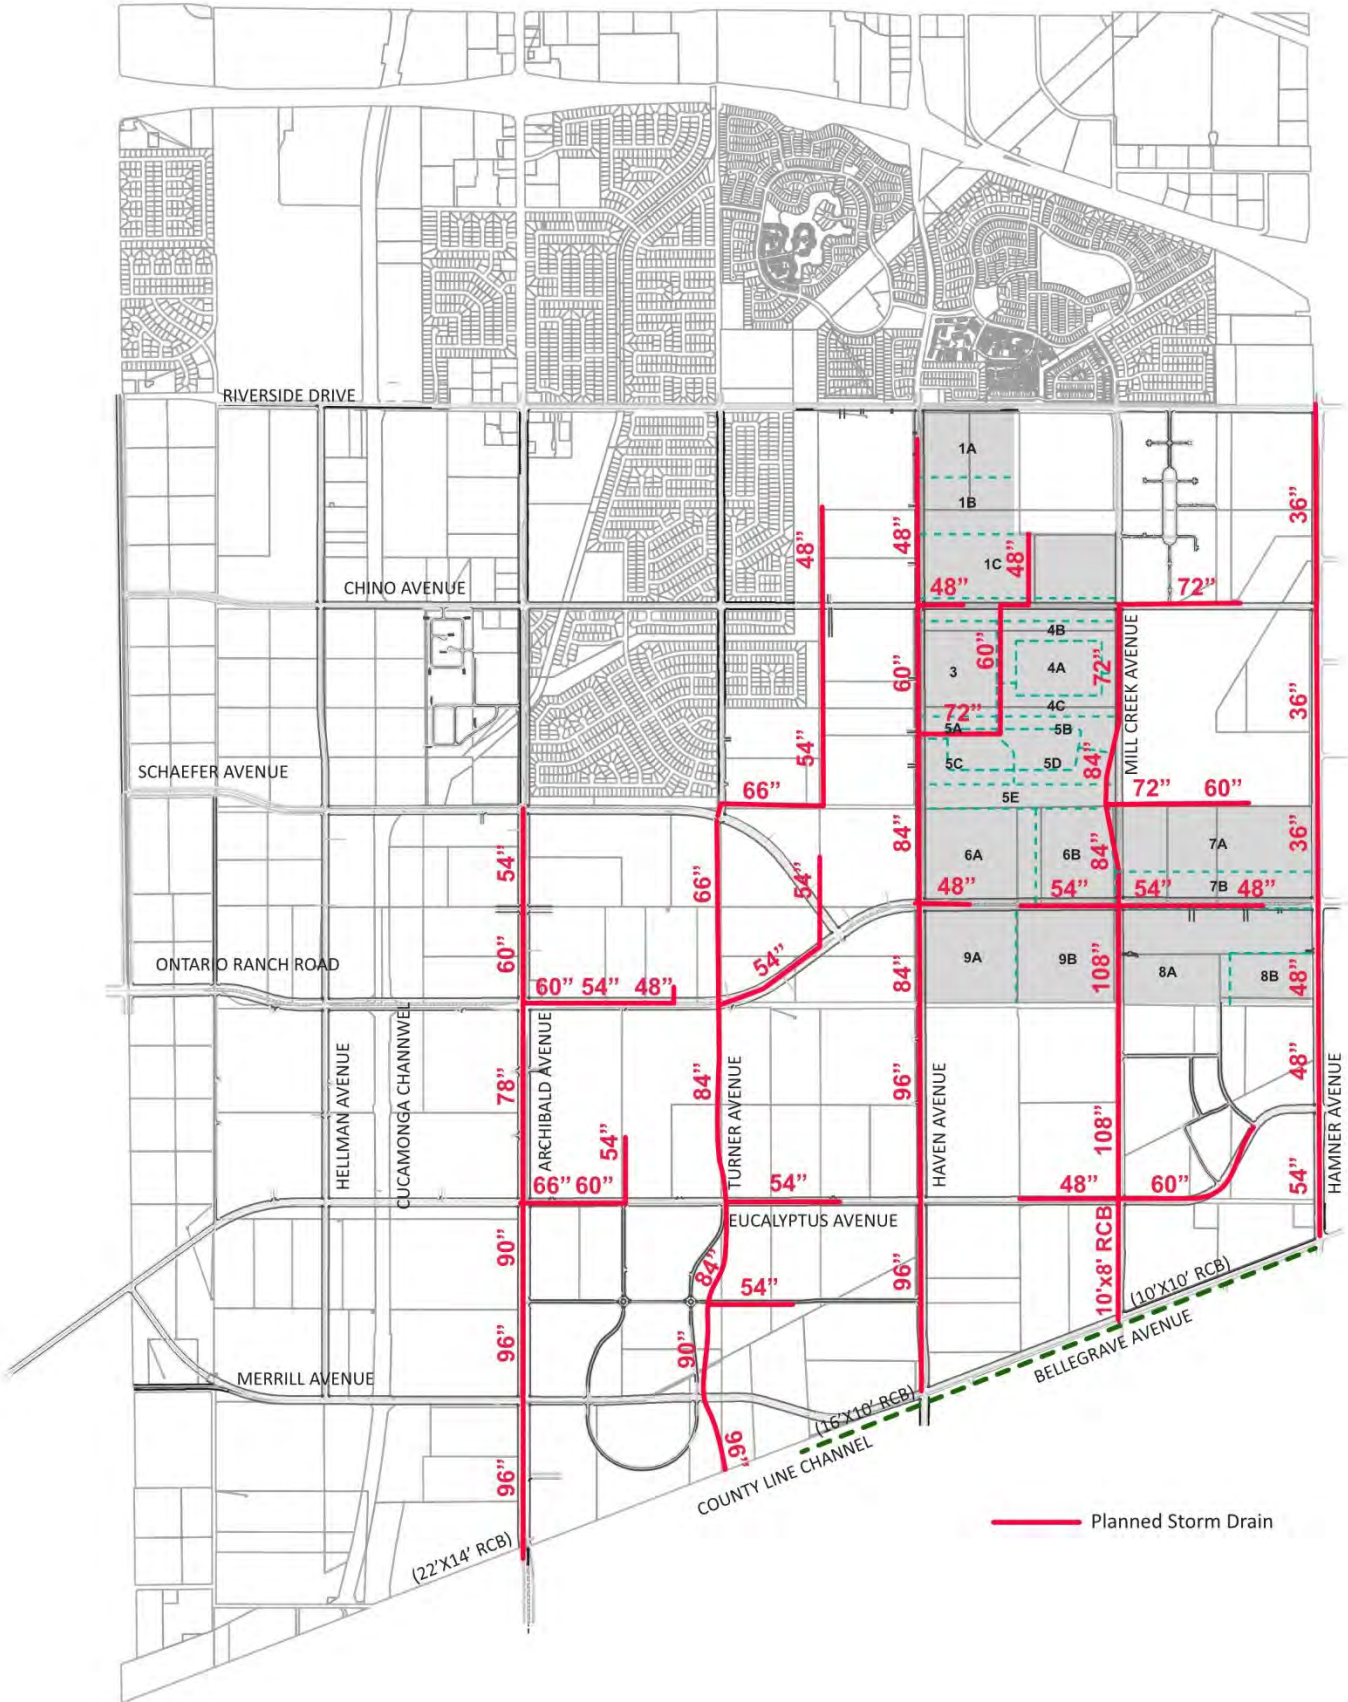 RIVERSIDE DRIVE
1A
1B
1C
36”
48”
48”
48”
48”
CHINO AVENUE
72”
4B
60”
60”
3
4A
72”
MILL CREEK AVENUE
36”
4C
72”
5A
5B
54”
84”
5C
5D
SCHAEFER AVENUE
66”
5E
72”
60”
54”
84”
6A
6B
84”
7A
36”
66”
54”
48”
54”
54”
7B
48”
60”
ONTARIO RANCH ROAD
54”
84”
9A
9B
108”
8A
8B
48”
60”
54”
48”
HELLMAN AVENUE
CUCAMONGA CHANNWEL
78”
ARCHIBALD AVENUE
84”
TURNER AVENUE
96”
HAVEN AVENUE
108”
48”
HAMNER AVENUE
54”
66”
60”
54”
48”
60”
54”
EUCALYPTUS AVENUE
90”
84”
54”
96”
10’x8’ RCB
(10’X10’ RCB)
BELLEGRAVE AVENUE
96”
90”
MERRILL AVENUE
(16’X10’ RCB)
96”
96”
COUNTY LINE CHANNEL
(22’X14’ RCB)
Planned Storm Drain